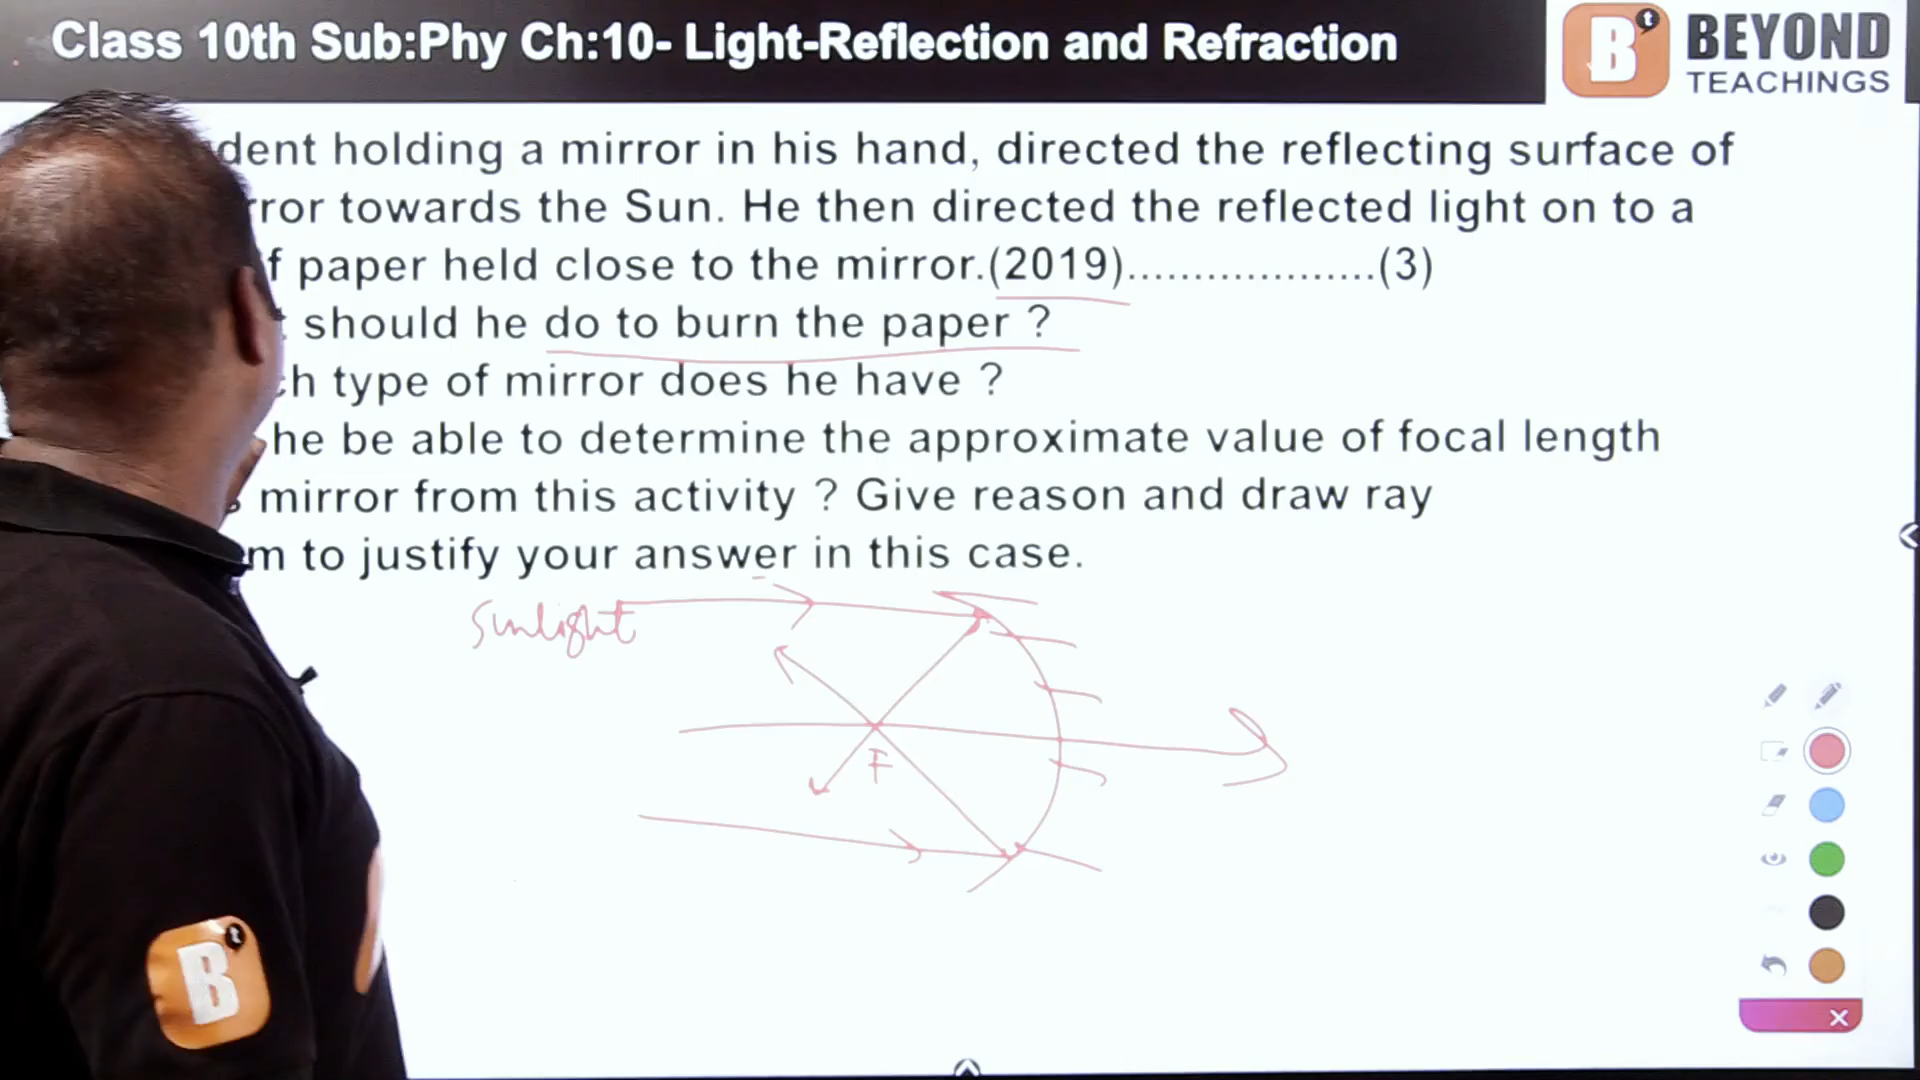 Class 10th Sub:Phy Ch:10- Light-Reflection and Refraction
B t BEYOND
TEACHINGS
dent holding a mirror in his hand, directed the reflecting surface of
ror towards the Sun. He then directed the reflected light on to a
f paper held close to the mirror.(2019)...................(3)
should he do to burn the paper ?
h type of mirror does he have ?
he be able to determine the approximate value of focal length
mirror from this activity ? Give reason and draw ray
m to justify your answer in this case.
Sunlight
F
B t